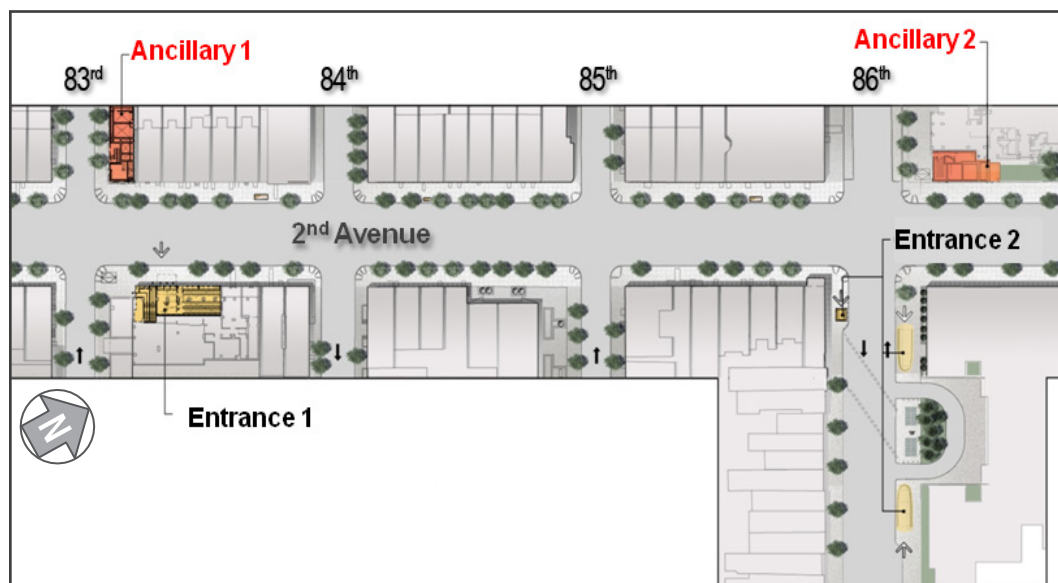 Ancillary 1
Ancillary 2
83rd
84th
85th
86th
2nd Avenue
Entrance 2
Entrance 1
N